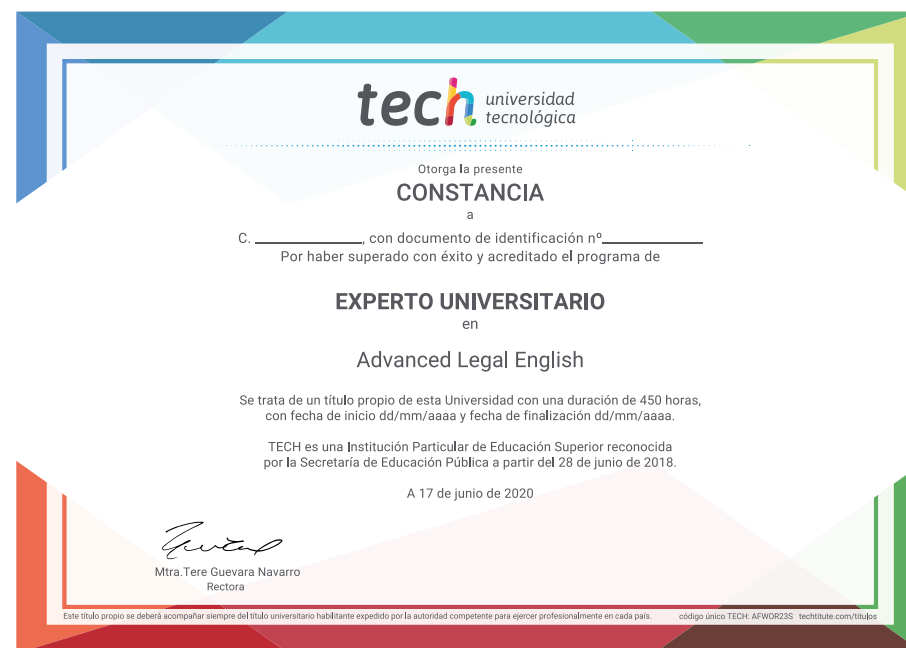 tech universidad
tecnológica
Otorga la presente
CONSTANCIA
a
C. ____________, con documento de identificación nº____________
Por haber superado con éxito y acreditado el programa de
EXPERTO UNIVERSITARIO
en
Advanced Legal English
Se trata de un título propio de esta Universidad con una duración de 450 horas,
con fecha de inicio dd/mm/aaaa y fecha de finalización dd/mm/aaaa.
TECH es una Institución Particular de Educación Superior reconocida
por la Secretaría de Educación Pública a partir del 28 de junio de 2018.
A 17 de junio de 2020
Mtra.Tere Guevara Navarro
Rectora
Este título propio se deberá acompañar siempre del título universitario habilitante expedido por la autoridad competente para ejercer profesionalmente en cada país. código único TECH: AFWOR23S techtitute.com/titulos